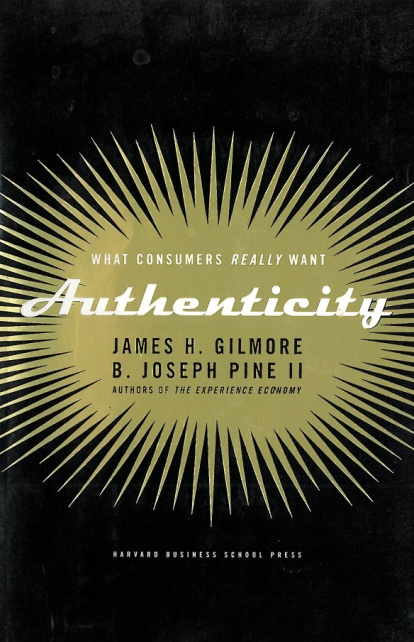 WHAT CONSUMERS REALLY WANT
Authenticity
JAMES H. GILMORE
B. JOSEPH PINE II
AUTHORS OF THE EXPERIENCE ECONOMY
HARVARD BUSINESS SCHOOL PRESS